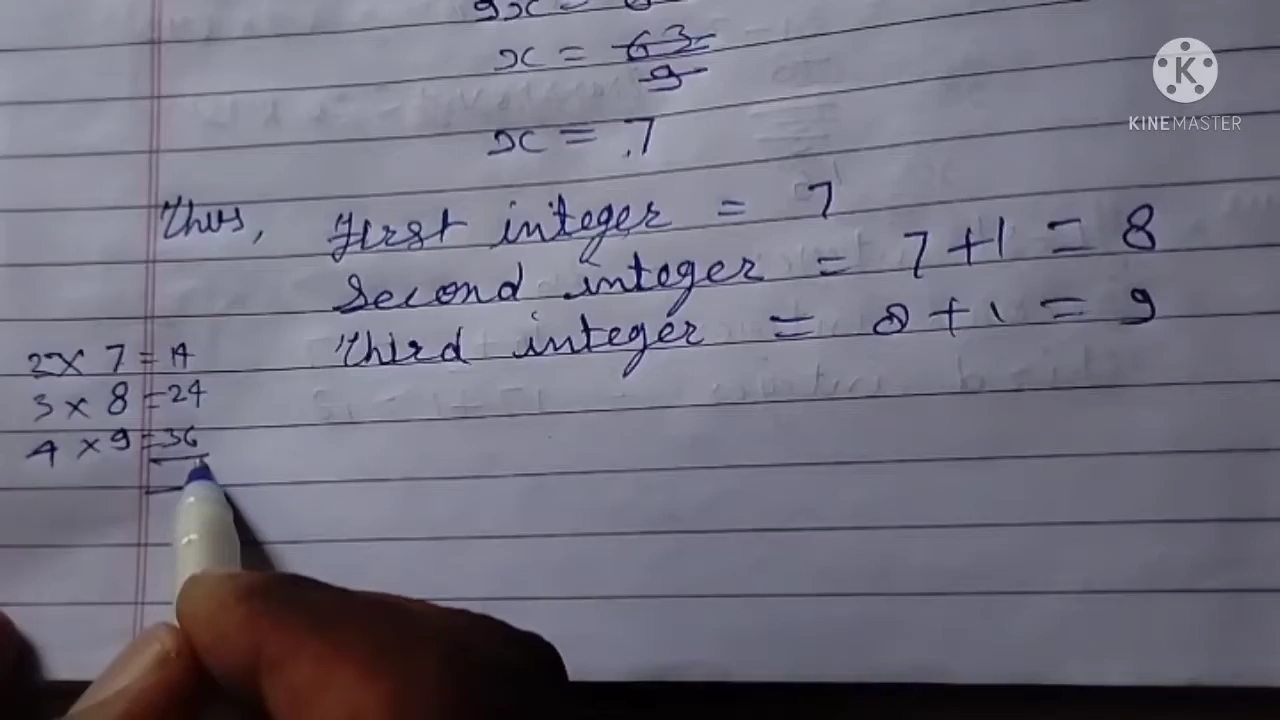 9x =
x = 63
9
x = 7
Thus, First integer = 7
Second integer = 7 + 1 = 8
Third integer = 8 + 1 = 9
2 x 7 = 14
3 x 8 = 24
4 x 9 = 36
KINEMASTER